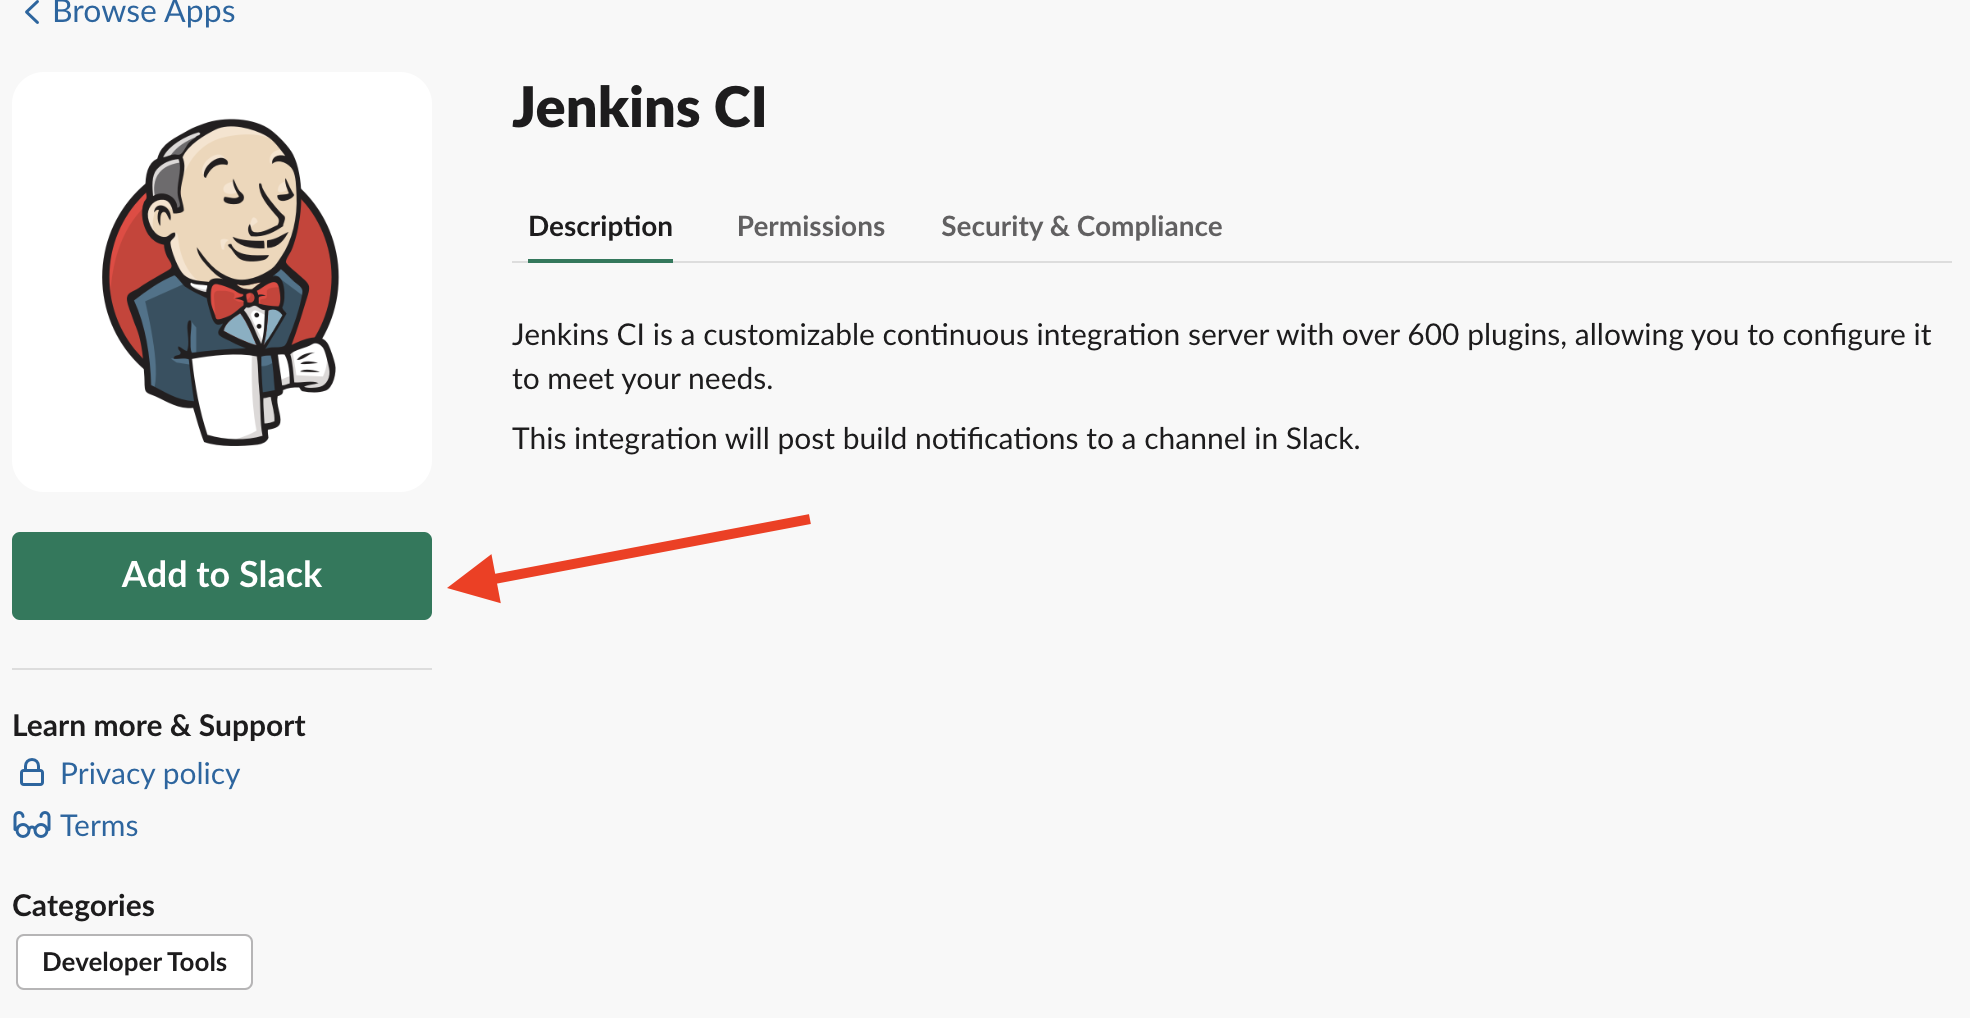 Browse Apps
Jenkins CI
Description Permissions Security & Compliance
Jenkins CI is a customizable continuous integration server with over 600 plugins, allowing you to configure it
to meet your needs.
This integration will post build notifications to a channel in Slack.
Add to Slack
Learn more & Support
Privacy policy
Terms
Categories
Developer Tools